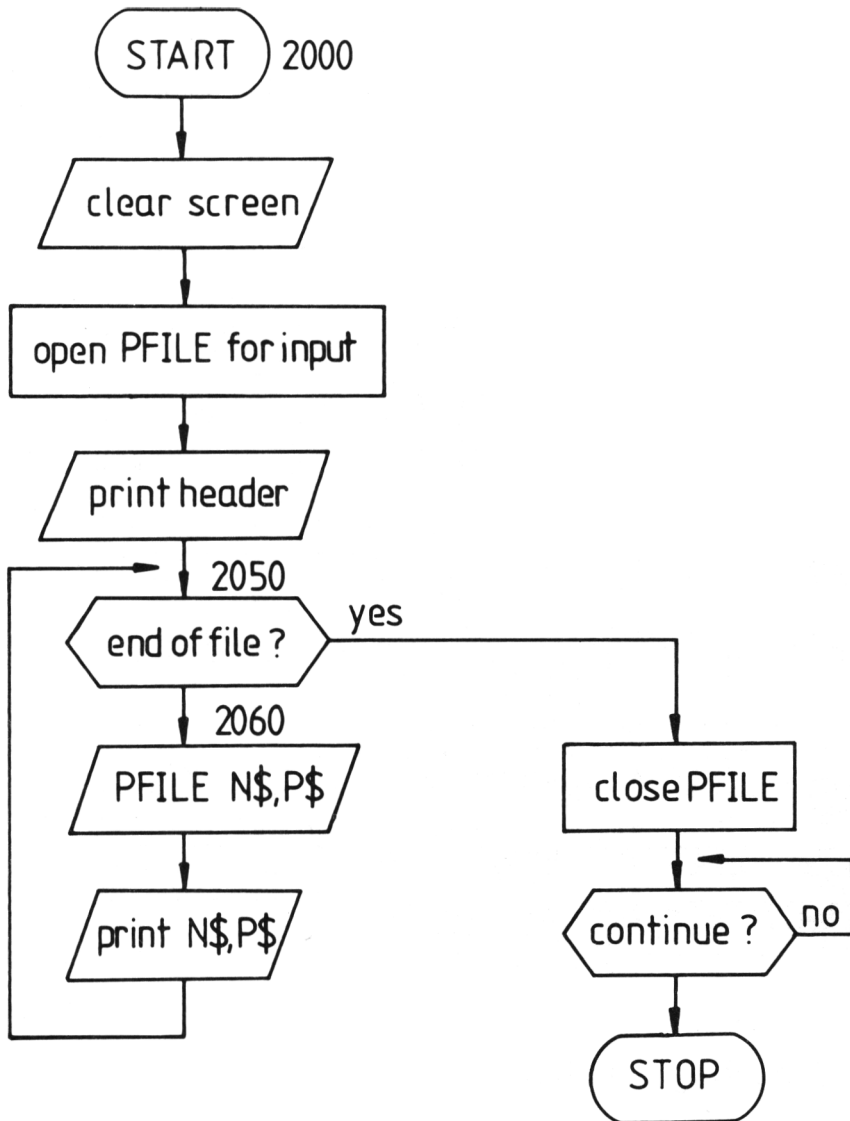 START 2000
clear screen
open PFILE for input
print header
2050
end of file ?
yes
2060
PFILE N$,P$
print N$,P$
close PFILE
continue ?
no
STOP